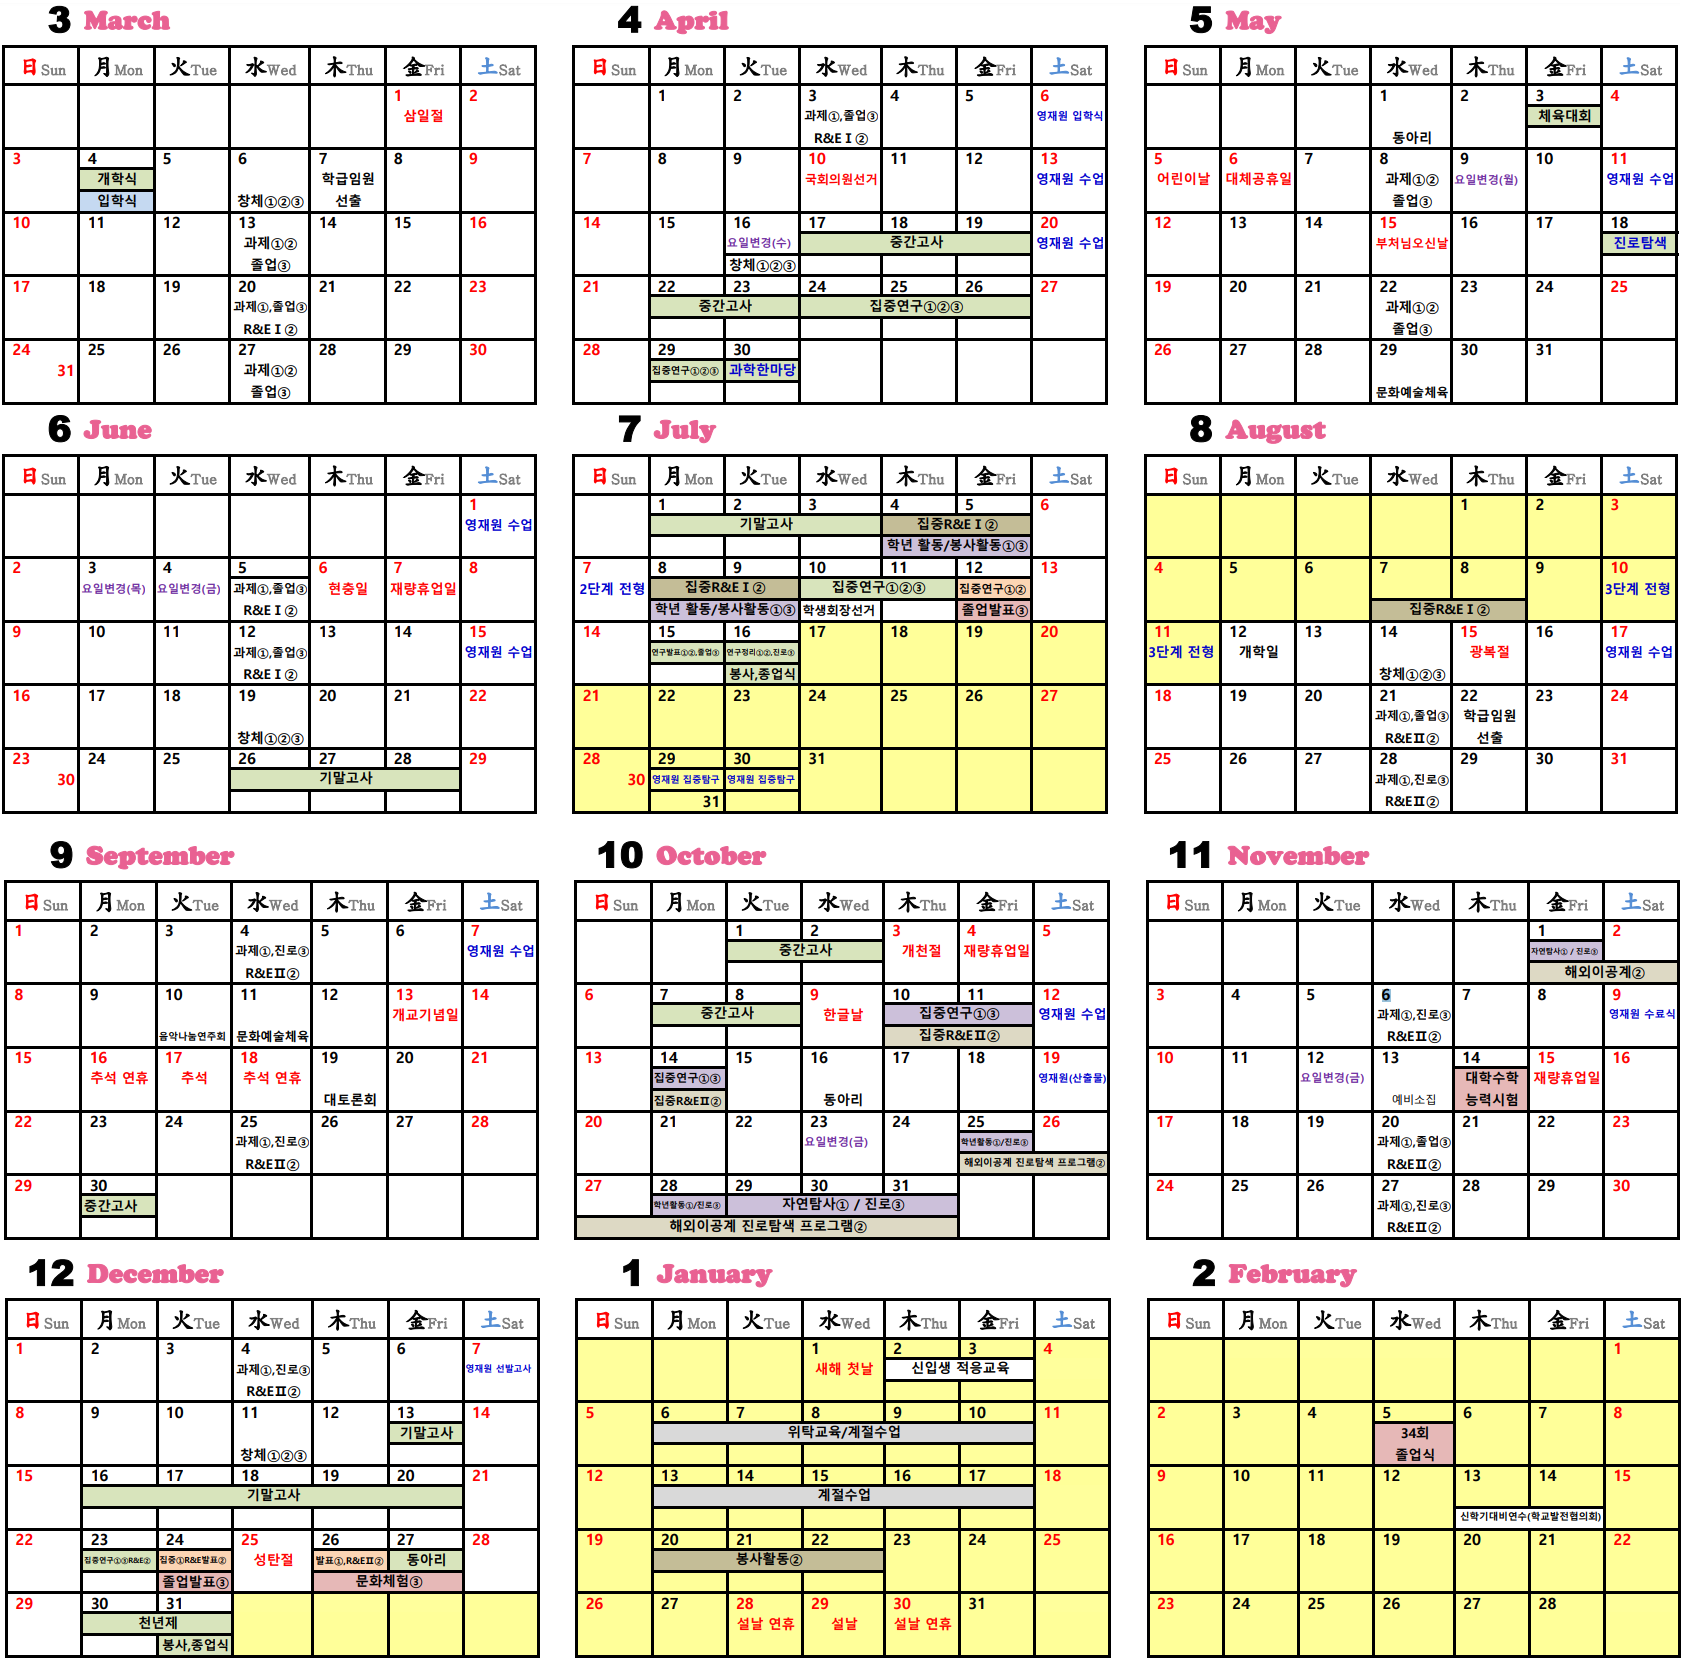 3 March
日Sun 月Mon 火Tue 水Wed 木Thu 金Fri 土Sat
1 2
삼일절
3 4 5 6 7 8 9
개학식 학급임원
입학식 창체①②③ 선출
10 11 12 13 14 15 16
과제①②
졸업③
17 18 19 20 21 22 23
과제①,졸업③
R&EⅠ②
24 25 26 27 28 29 30
31 과제①②
졸업③
4 April
日Sun 月Mon 火Tue 水Wed 木Thu 金Fri 土Sat
1 2 3 4 5 6
과제①,졸업③ 영재원 입학식
R&EⅠ②
7 8 9 10 11 12 13
국회의원선거 영재원 수업
14 15 16 17 18 19 20
요일변경(수) 중간고사 영재원 수업
창체①②③
21 22 23 24 25 26 27
중간고사 집중연구①②③
28 29 30
집중연구①②③ 과학한마당
5 May
日Sun 月Mon 火Tue 水Wed 木Thu 金Fri 土Sat
1 2 3 4
체육대회
동아리
5 6 7 8 9 10 11
어린이날 대체공휴일 과제①② 요일변경(월) 영재원 수업
졸업③
12 13 14 15 16 17 18
부처님오신날 진로탐색
19 20 21 22 23 24 25
과제①②
졸업③
26 27 28 29 30 31
문화예술체육
6 June
日Sun 月Mon 火Tue 水Wed 木Thu 金Fri 土Sat
1
영재원 수업
2 3 4 5 6 7 8
요일변경(목) 요일변경(금) 과제①,졸업③ 현충일 재량휴업일
R&EⅠ②
9 10 11 12 13 14 15
과제①,졸업③ 영재원 수업
R&EⅠ②
16 17 18 19 20 21 22
창체①②③
23 24 25 26 27 28 29
30 기말고사
7 July
日Sun 月Mon 火Tue 水Wed 木Thu 金Fri 土Sat
1 2 3 4 5 6
기말고사 집중R&EⅠ②
학년 활동/봉사활동①③
7 8 9 10 11 12 13
2단계 전형 집중R&EⅠ② 집중연구①②③ 집중연구①②
학년 활동/봉사활동①③ 학생회장선거 졸업발표③
14 15 16 17 18 19 20
연구발표①②,졸업③ 연구정리①②,진로③
봉사,종업식
21 22 23 24 25 26 27
28 29 30 31
30 영재원 집중탐구 영재원 집중탐구
31
8 August
日Sun 月Mon 火Tue 水Wed 木Thu 金Fri 土Sat
1 2 3
4 5 6 7 8 9 10
3단계 전형
집중R&EⅠ②
11 12 13 14 15 16 17
3단계 전형 개학일 광복절 영재원 수업
창체①②③
18 19 20 21 22 23 24
과제①,졸업③ 학급임원
R&EⅡ② 선출
25 26 27 28 29 30 31
과제①,진로③
R&EⅡ②
9 September
日Sun 月Mon 火Tue 水Wed 木Thu 金Fri 土Sat
1 2 3 4 5 6 7
과제①,진로③ 영재원 수업
R&EⅡ②
8 9 10 11 12 13 14
개교기념일
음악나눔연주회 문화예술체육
15 16 17 18 19 20 21
추석 연휴 추석 추석 연휴
대토론회
22 23 24 25 26 27 28
과제①,진로③
R&EⅡ②
29 30
중간고사
10 October
日Sun 月Mon 火Tue 水Wed 木Thu 金Fri 土Sat
1 2 3 4 5
중간고사 개천절 재량휴업일
6 7 8 9 10 11 12
중간고사 한글날 집중연구①③ 영재원 수업
집중R&EⅡ②
13 14 15 16 17 18 19
집중연구①③ 영재원(산출물)
집중R&EⅡ② 동아리
20 21 22 23 24 25 26
요일변경(금) 학년활동①/진로③
해외이공계 진로탐색 프로그램②
27 28 29 30 31
학년활동①/진로③ 자연탐사① / 진로③
해외이공계 진로탐색 프로그램②
11 November
日Sun 月Mon 火Tue 水Wed 木Thu 金Fri 土Sat
1 2
자연탐사① / 진로③
해외이공계②
3 4 5 6 7 8 9
과제①,진로③ 영재원 수료식
R&EⅡ②
10 11 12 13 14 15 16
요일변경(금) 대학수학 재량휴업일
예비소집 능력시험
17 18 19 20 21 22 23
과제①,졸업③
R&EⅡ②
24 25 26 27 28 29 30
과제①,진로③
R&EⅡ②
12 December
日Sun 月Mon 火Tue 水Wed 木Thu 金Fri 土Sat
1 2 3 4 5 6 7
과제①,진로③ 영재원 선발고사
R&EⅡ②
8 9 10 11 12 13 14
기말고사
창체①②③
15 16 17 18 19 20 21
기말고사
22 23 24 25 26 27 28
집중연구①③R&E② 집중①R&E발표② 성탄절 발표①,R&EⅡ② 동아리
졸업발표③ 문화체험③
29 30 31
천년제
봉사,종업식
1 January
日Sun 月Mon 火Tue 水Wed 木Thu 金Fri 土Sat
1 2 3 4
새해 첫날 신입생 적응교육
5 6 7 8 9 10 11
위탁교육/계절수업
12 13 14 15 16 17 18
계절수업
19 20 21 22 23 24 25
봉사활동②
26 27 28 29 30 31
설날 연휴 설날 설날 연휴
2 February
日Sun 月Mon 火Tue 水Wed 木Thu 金Fri 土Sat
1
2 3 4 5 6 7 8
34회
졸업식
9 10 11 12 13 14 15
신학기대비연수(학교발전협의회)
16 17 18 19 20 21 22
23 24 25 26 27 28